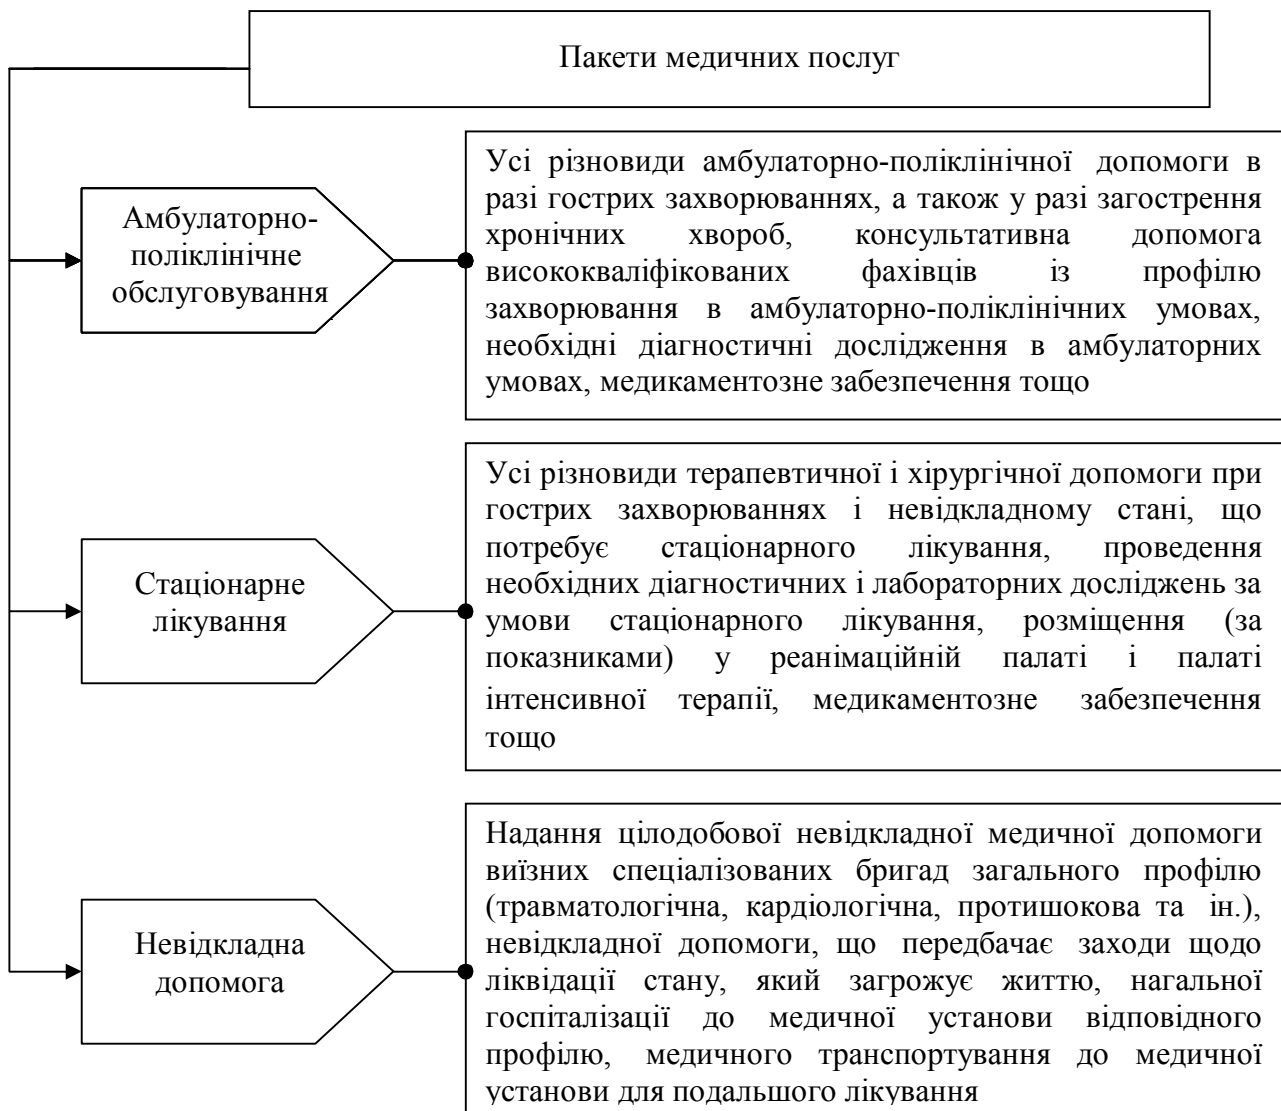 Пакети медичних послуг
Амбулаторно-
поліклінічне
обслуговування
Усі різновиди амбулаторно-поліклінічної допомоги в
разі гострих захворюваннях, а також у разі загострення
хронічних хвороб, консультативна допомога
висококваліфікованих фахівців із профілю
захворювання в амбулаторно-поліклінічних умовах,
необхідні діагностичні дослідження в амбулаторних
умовах, медикаментозне забезпечення тощо
Стаціонарне
лікування
Усі різновиди терапевтичної і хірургічної допомоги при
гострих захворюваннях і невідкладному стані, що
потребує стаціонарного лікування, проведення
необхідних діагностичних і лабораторних досліджень за
умови стаціонарного лікування, розміщення (за
показниками) у реанімаційній палаті і палаті
інтенсивної терапії, медикаментозне забезпечення
тощо
Невідкладна
допомога
Надання цілодобової невідкладної медичної допомоги
виїзних спеціалізованих бригад загального профілю
(травматологічна, кардіологічна, протишокова та ін.),
невідкладної допомоги, що передбачає заходи щодо
ліквідації стану, який загрожує життю, нагальної
госпіталізації до медичної установи відповідного
профілю, медичного транспортування до медичної
установи для подальшого лікування